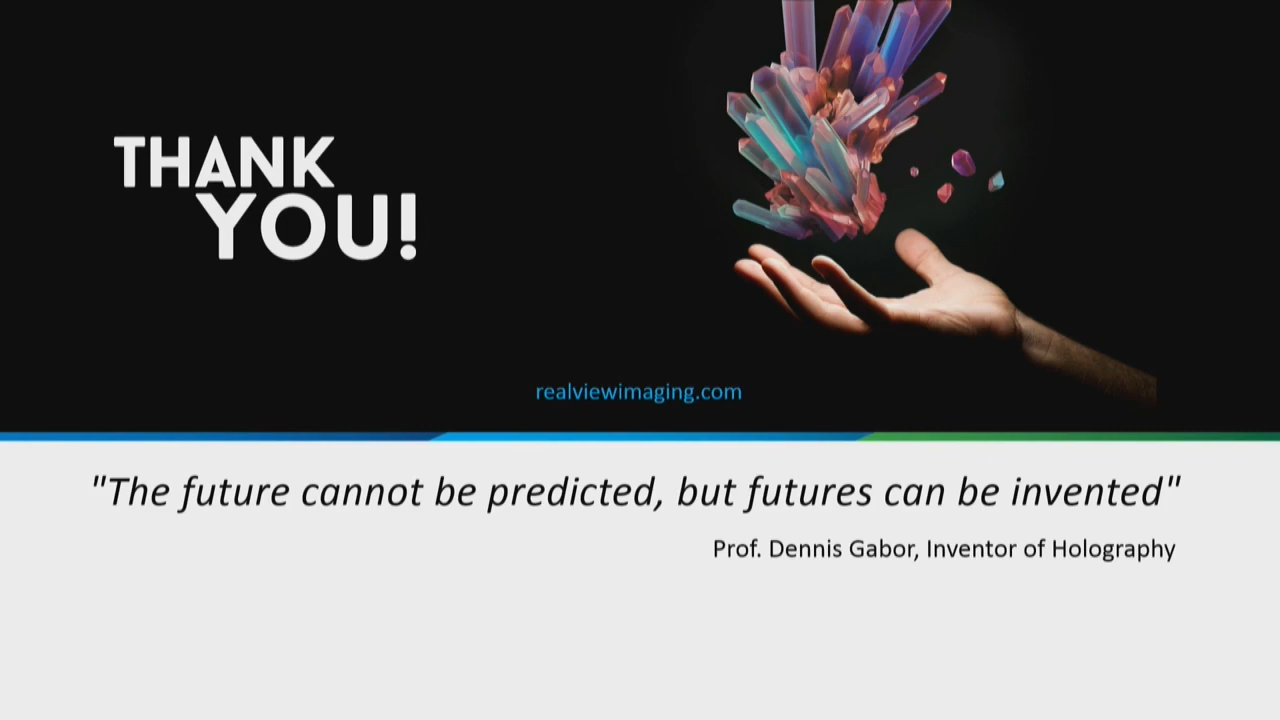 THANK
YOU!
realviewimaging.com
"The future cannot be predicted, but futures can be invented"
Prof. Dennis Gabor, Inventor of Holography